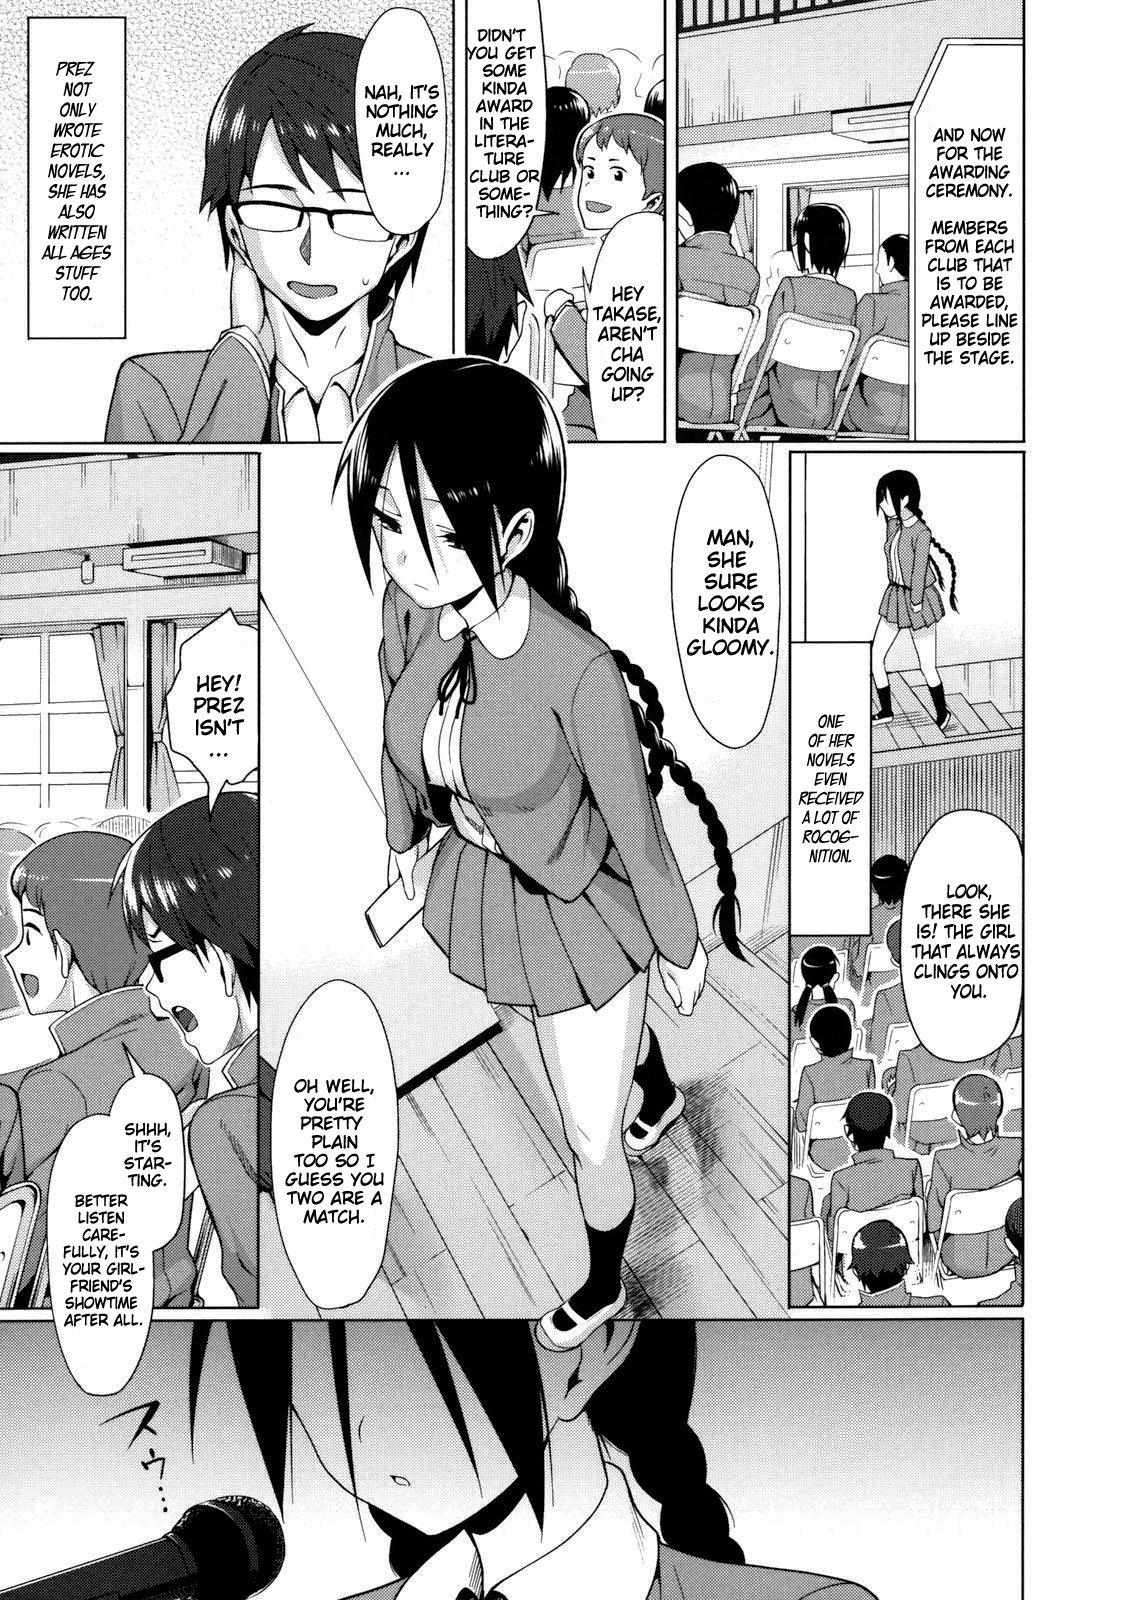 AND NOW
FOR THE
AWARDING
CEREMONY.
MEMBERS
FROM EACH
CLUB THAT
IS TO BE
AWARDED,
PLEASE LINE
UP BESIDE
THE STAGE.
HEY
TAKASE,
AREN'T
CHA
GOING
UP?
DIDN'T
YOU GET
SOME
KINDA
AWARD
IN THE
LITERA-
TURE
CLUB OR
SOME-
THING?
NAH, IT'S
NOTHING
MUCH,
REALLY
...
PREZ
NOT
ONLY
WROTE
EROTIC
NOVELS,
SHE HAS
ALSO
WRITTEN
ALL AGES
STUFF
TOO.
ONE
OF HER
NOVELS
EVEN
RECEIVED
A LOT OF
ROCOG-
NITION.
LOOK,
THERE SHE
IS! THE GIRL
THAT ALWAYS
CLINGS ONTO
YOU.
MAN,
SHE
SURE
LOOKS
KINDA
GLOOMY.
OH WELL,
YOU'RE
PRETTY
PLAIN
TOO SO I
GUESS YOU
TWO ARE A
MATCH.
HEY!
PREZ
ISN'T
...
SHHH,
IT'S
STAR-
TING.
BETTER
LISTEN
CARE-
FULLY, IT'S
YOUR GIRL-
FRIEND'S
SHOWTIME
AFTER ALL.
スゥ…